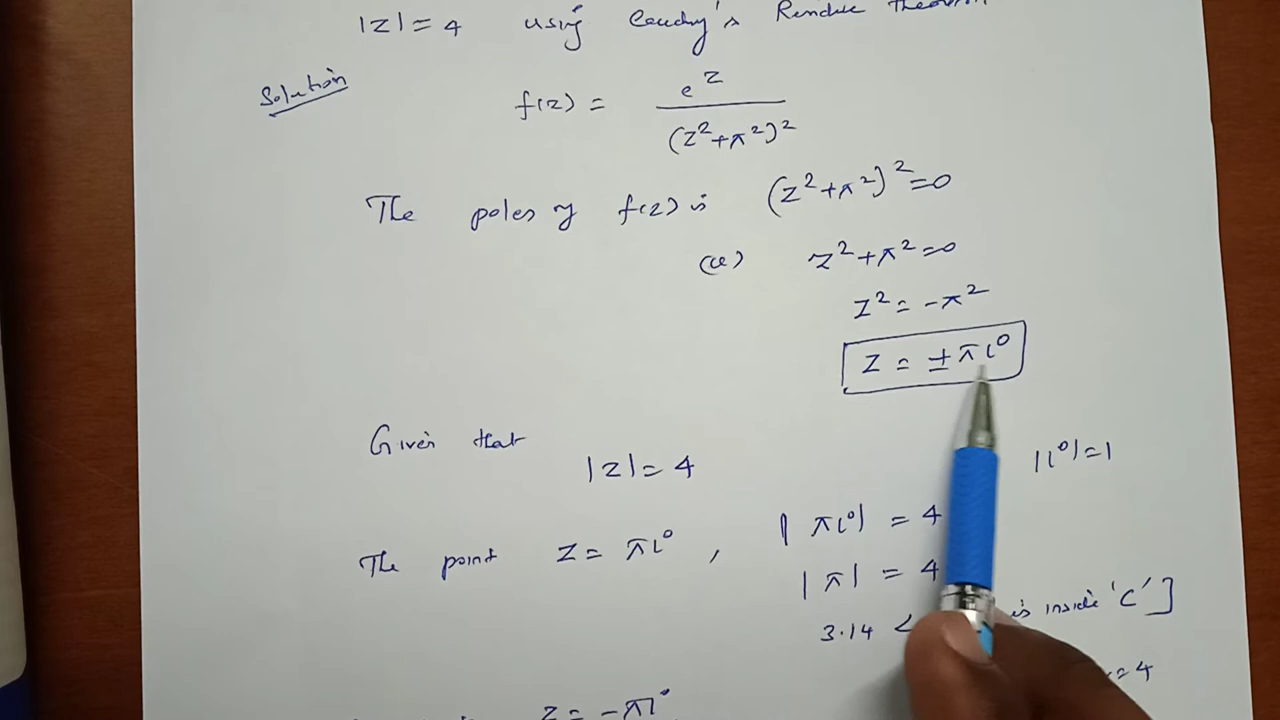 |z| = 4 using Cauchy's Residue Theorem
Solution
f(z) = e^z / (z²+π²)²
The poles of f(z) is (z²+π²)² = 0
(ie) z²+π² = 0
z² = -π²
z = ±πi
Given that
|z| = 4
|i| = 1
The point z = πi , |πi| = 4
|π| = 4
3.14 < is inside 'C']
= 4
z = -πi